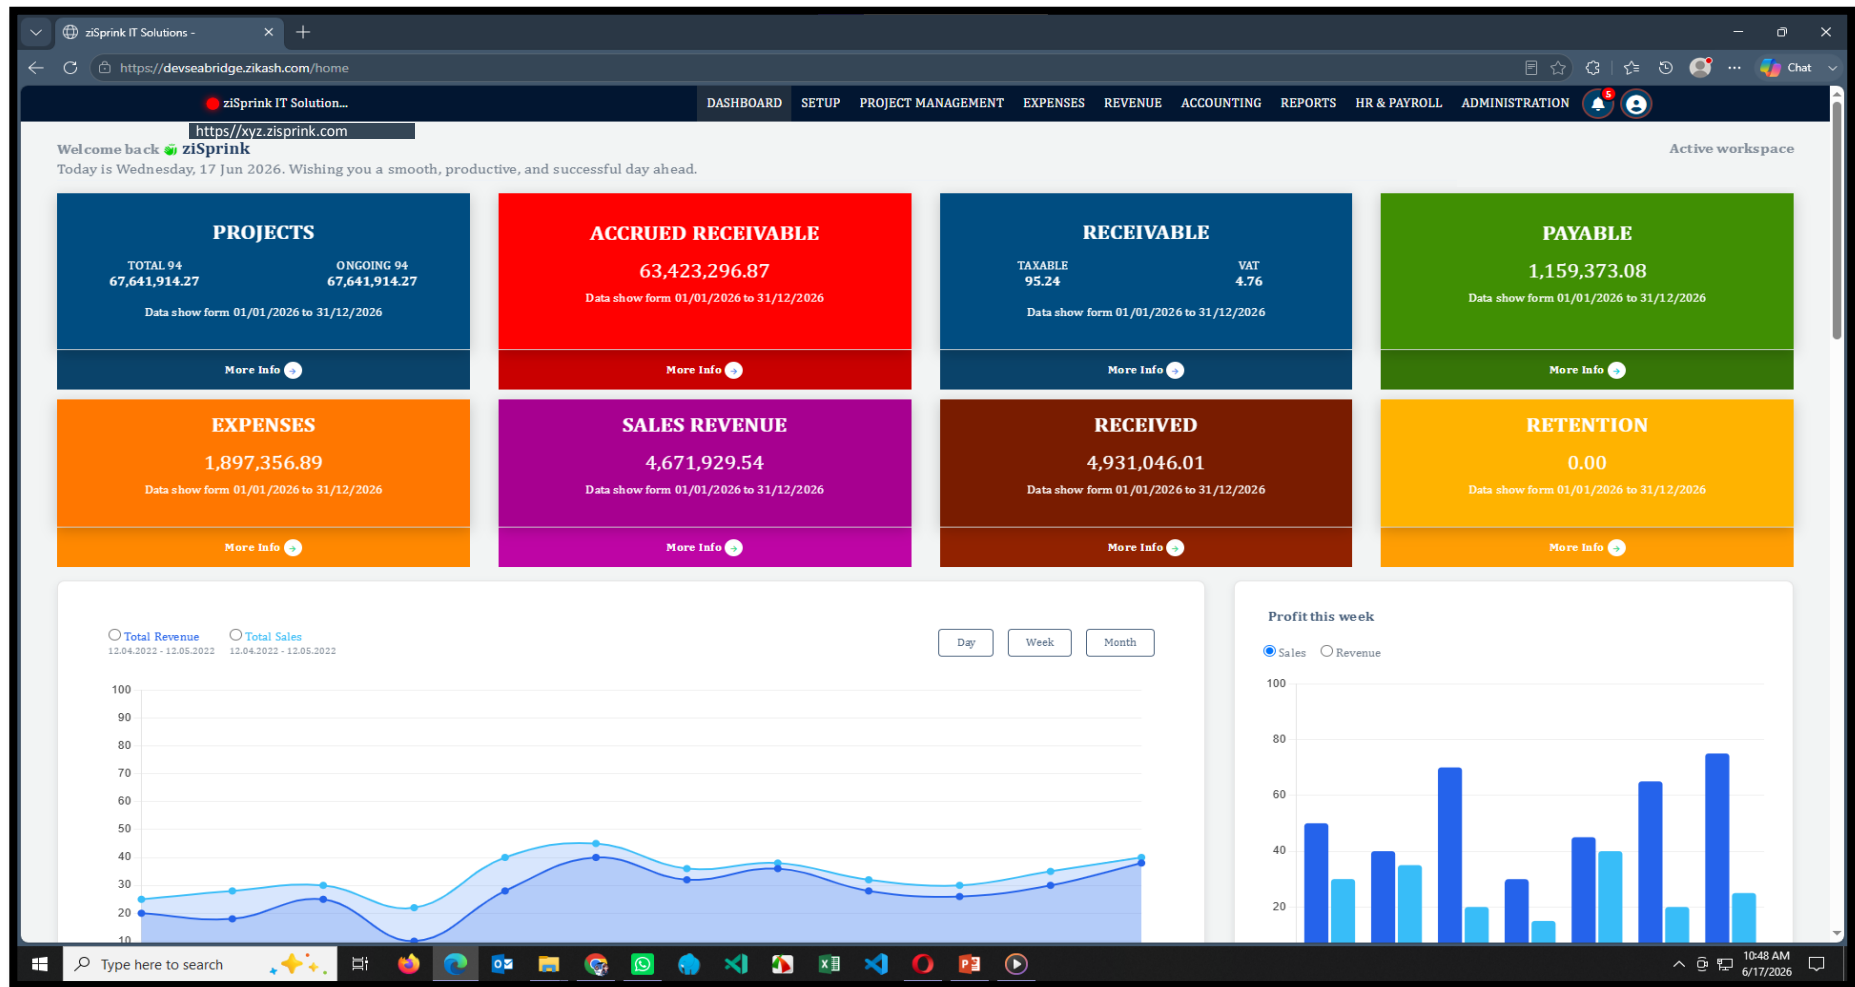 ziSprink IT Solutions -
https://devseabridge.zikash.com/home
Chat
ziSprink IT Solution...
DASHBOARD SETUP PROJECT MANAGEMENT EXPENSES REVENUE ACCOUNTING REPORTS HR & PAYROLL ADMINISTRATION 5
https//xyz.zisprink.com
Welcome back ziSprink
Active workspace
Today is Wednesday, 17 Jun 2026. Wishing you a smooth, productive, and successful day ahead.
PROJECTS
TOTAL 94 ONGOING 94
67,641,914.27 67,641,914.27
Data show form 01/01/2026 to 31/12/2026
More Info
ACCRUED RECEIVABLE
63,423,296.87
Data show form 01/01/2026 to 31/12/2026
More Info
RECEIVABLE
TAXABLE VAT
95.24 4.76
Data show form 01/01/2026 to 31/12/2026
More Info
PAYABLE
1,159,373.08
Data show form 01/01/2026 to 31/12/2026
More Info
EXPENSES
1,897,356.89
Data show form 01/01/2026 to 31/12/2026
More Info
SALES REVENUE
4,671,929.54
Data show form 01/01/2026 to 31/12/2026
More Info
RECEIVED
4,931,046.01
Data show form 01/01/2026 to 31/12/2026
More Info
RETENTION
0.00
Data show form 01/01/2026 to 31/12/2026
More Info
Total Revenue Total Sales
12.04.2022 - 12.05.2022 12.04.2022 - 12.05.2022
Day Week Month
100
90
80
70
60
50
40
30
20
10
Profit this week
Sales Revenue
100
80
60
40
20
Type here to search
10:48 AM
6/17/2026